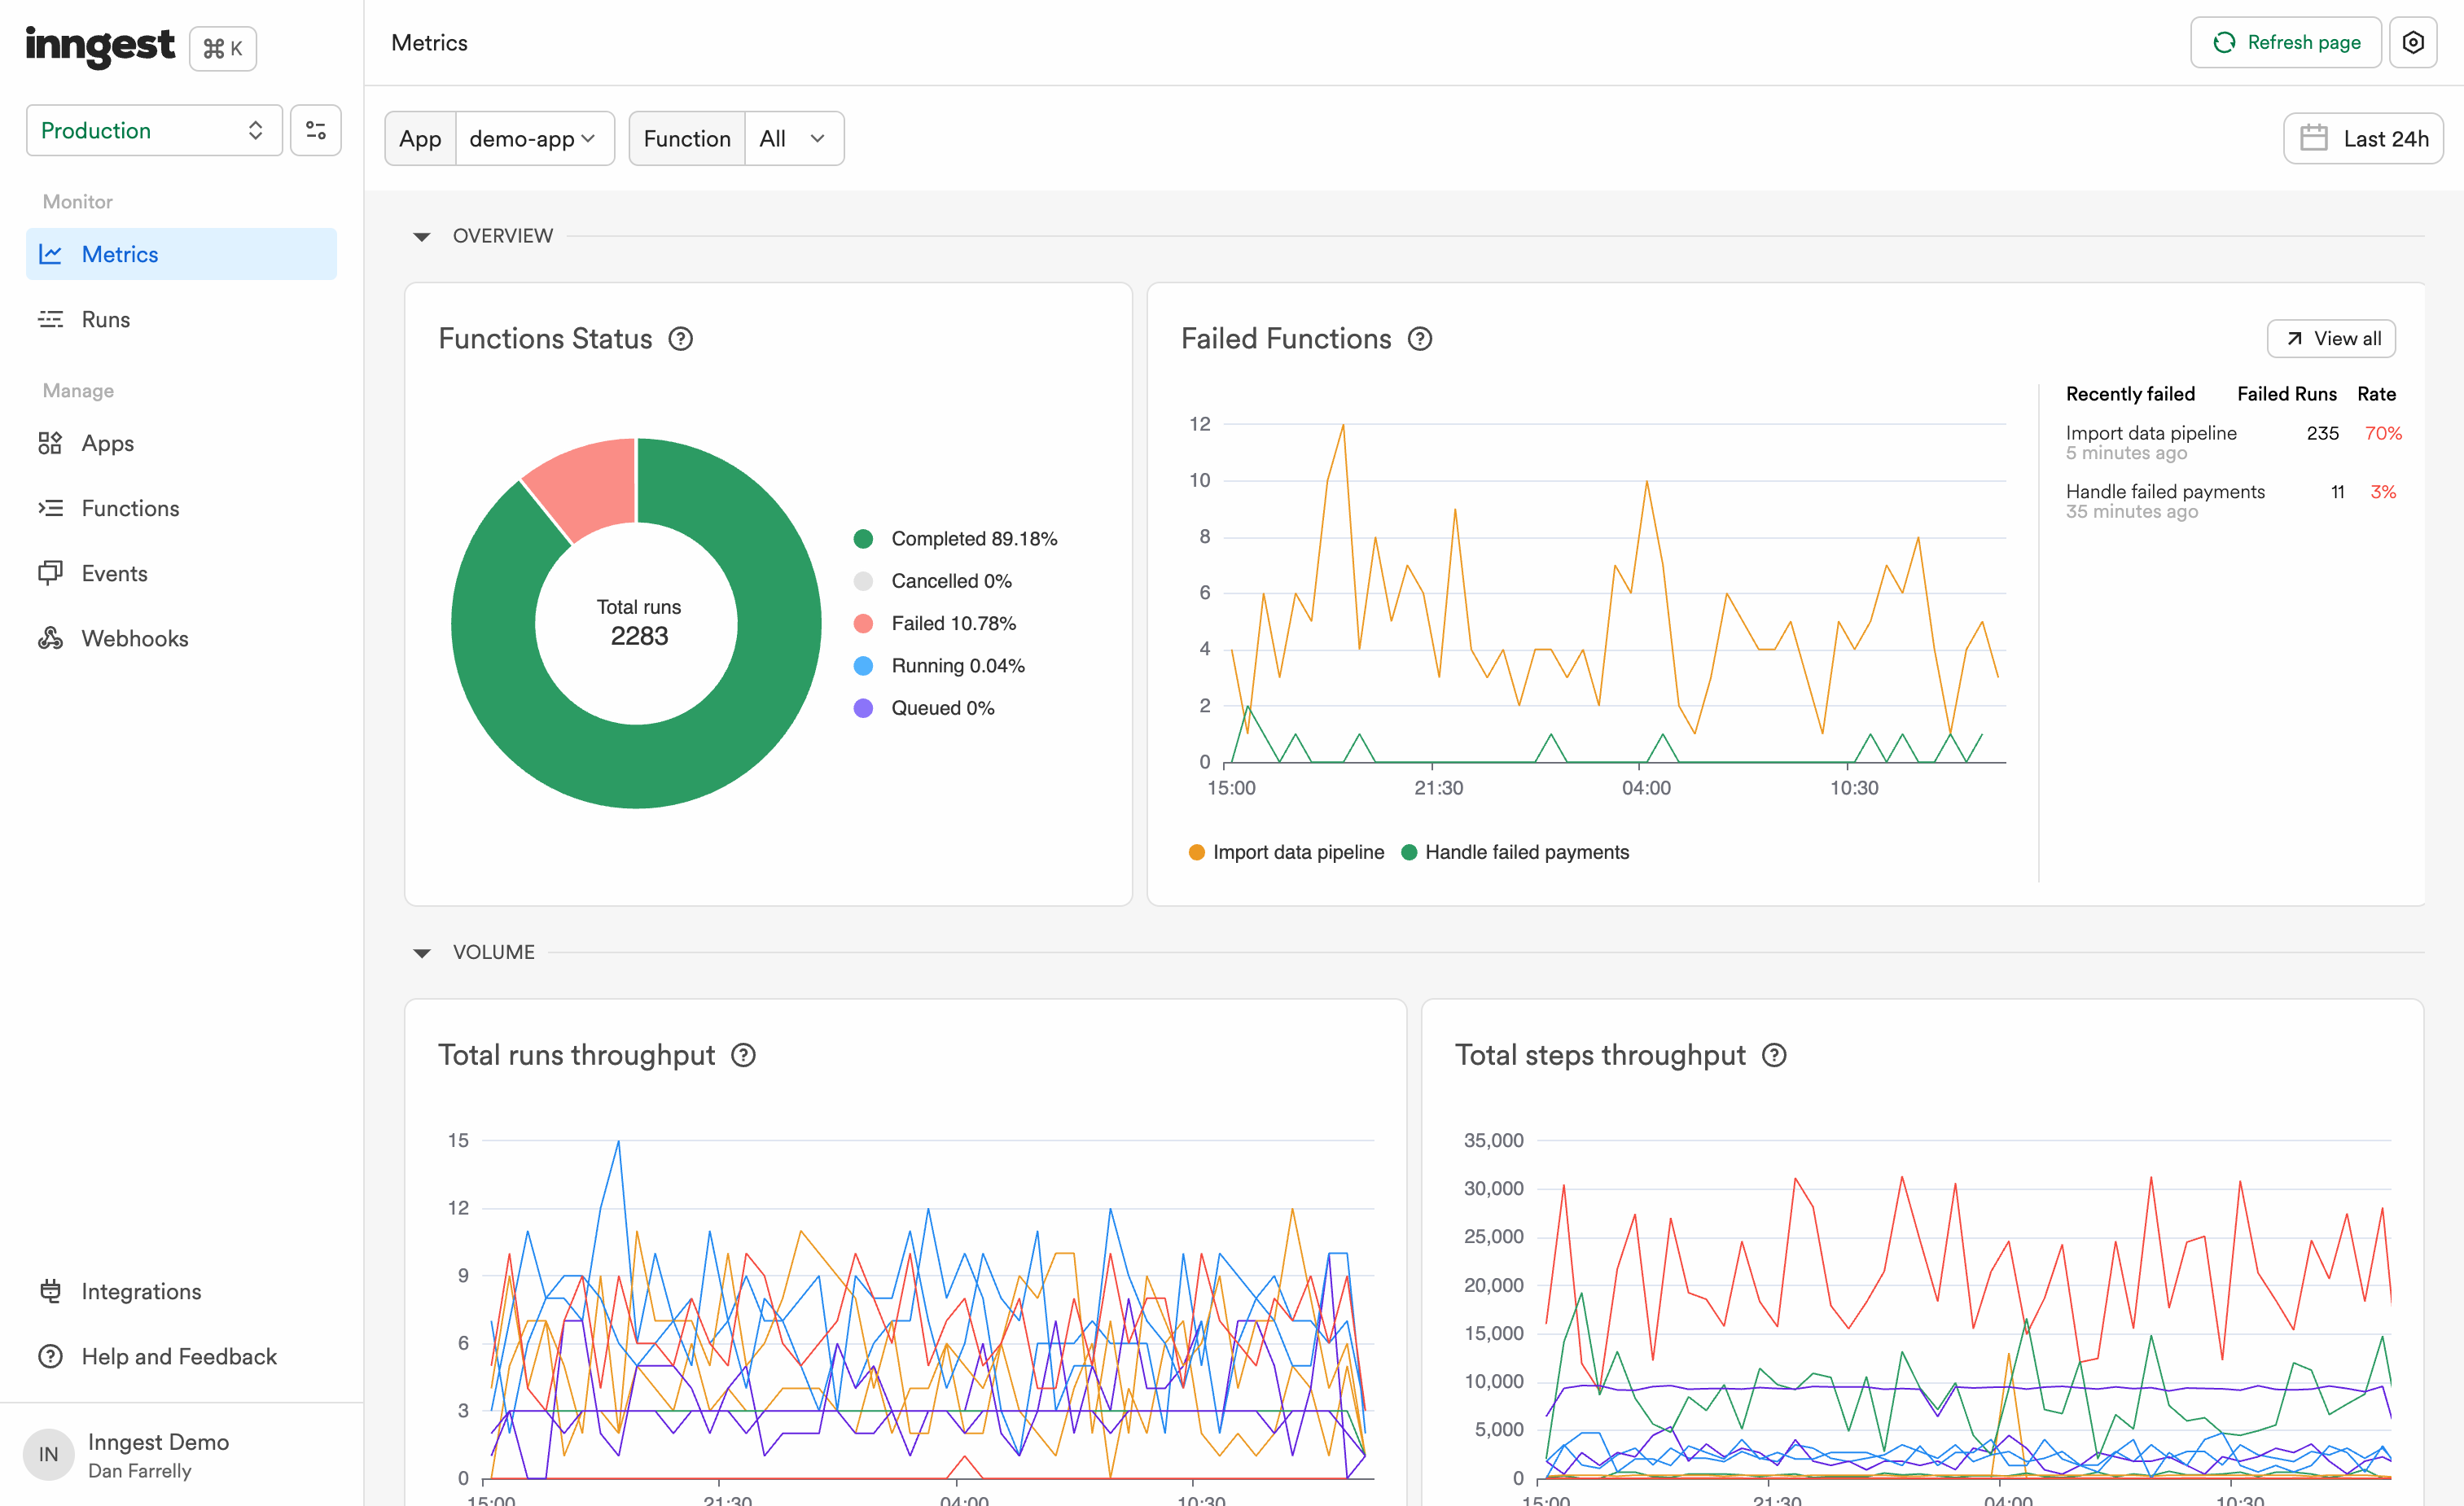 inngest
⌘ K
Production
Monitor
Metrics
Runs
Manage
Apps
Functions
Events
Webhooks
Integrations
Help and Feedback
IN
Inngest Demo
Dan Farrelly
Metrics
Refresh page
App
demo-app
Function
All
Last 24h
OVERVIEW
Functions Status
Total runs
2283
Completed 89.18%
Cancelled 0%
Failed 10.78%
Running 0.04%
Queued 0%
Failed Functions
View all
12
10
8
6
4
2
0
15:00 21:30 04:00 10:30
Import data pipeline Handle failed payments
Recently failed Failed Runs Rate
Import data pipeline 235 70%
5 minutes ago
Handle failed payments 11 3%
35 minutes ago
VOLUME
Total runs throughput
15
12
9
6
3
0
15:00 21:30 04:00 10:30
Total steps throughput
35,000
30,000
25,000
20,000
15,000
10,000
5,000
0
15:00 21:30 04:00 10:30